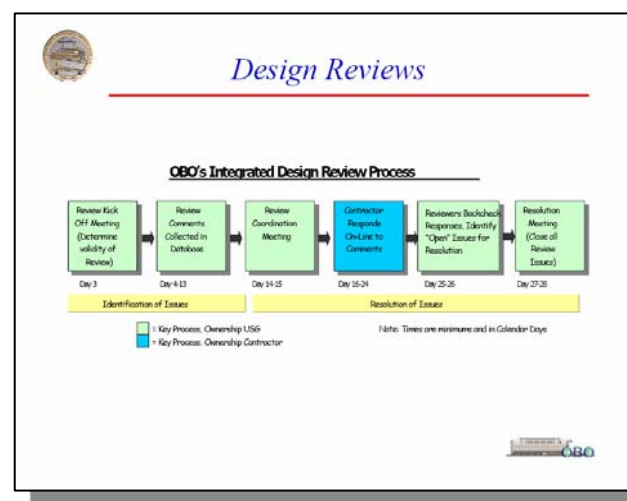 Design Reviews
OBO's Integrated Design Review Process
Review Kick
Off Meeting
(Determine
validity of
Review)
Review
Comments
Collected in
Database
Review
Coordination
Meeting
Contractor
Responds
On-Line to
Comments
Reviewers Backcheck
Responses, Identify
"Open" Issues for
Resolution
Resolution
Meeting
(Close all
Review
Issues)
Day 3
Day 4-13
Day 14-15
Day 16-24
Day 25-26
Day 27-28
Identification of Issues
Resolution of Issues
= Key Process, Ownership USG
= Key Process, Ownership Contractor
Note: Times are minimums and in Calendar Days
OBO